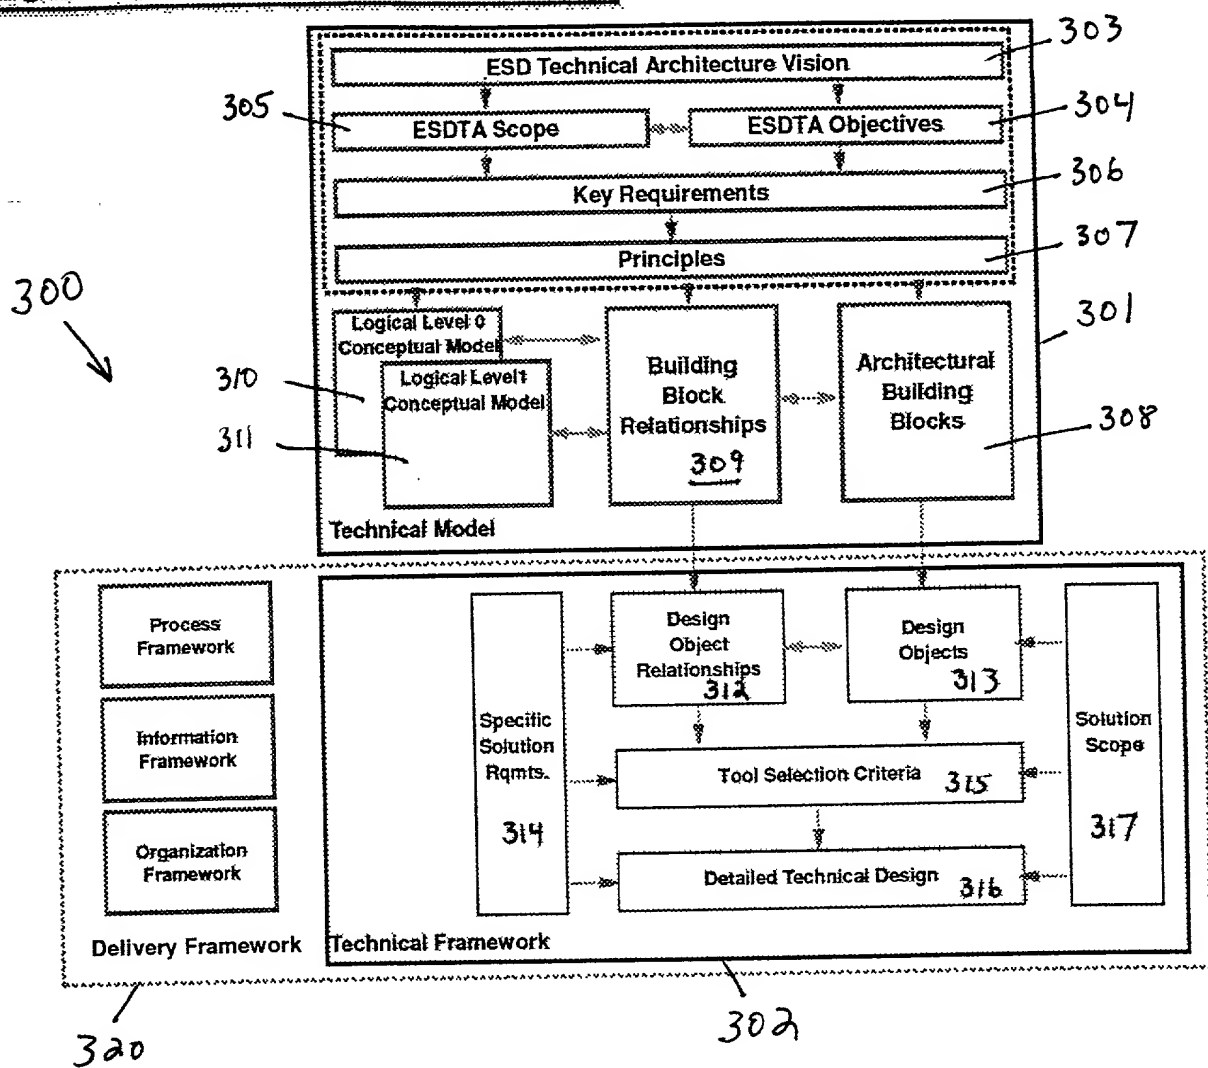 303
ESD Technical Architecture Vision
305
304
ESDTA Scope
ESDTA Objectives
306
Key Requirements
307
Principles
300
301
Logical Level 0
Conceptual Model
Logical Level1
Conceptual Model
310
311
Building
Block
Relationships
309
Architectural
Building
Blocks
308
Technical Model
Process
Framework
Information
Framework
Organization
Framework
Delivery Framework
Specific
Solution
Rqmts.
314
Design
Object
Relationships
312
Design
Objects
313
Solution
Scope
317
Tool Selection Criteria
315
Detailed Technical Design
316
Technical Framework
320
302